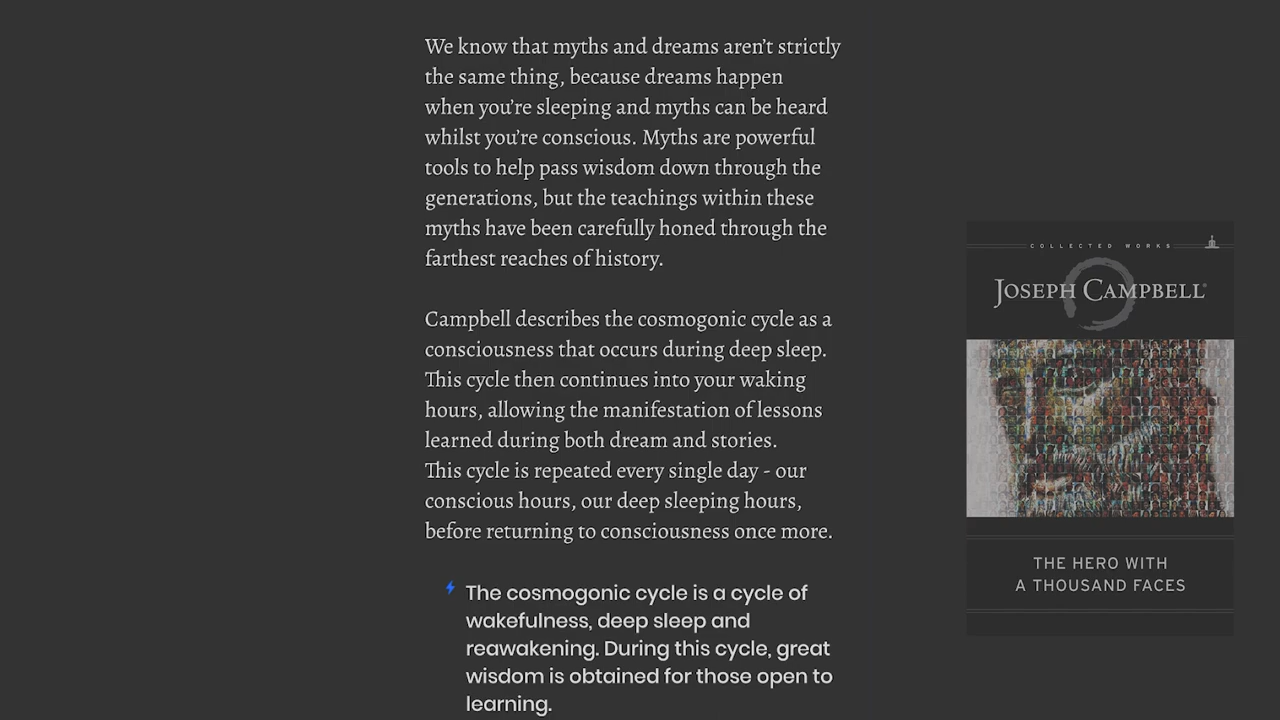 We know that myths and dreams aren’t strictly
the same thing, because dreams happen
when you’re sleeping and myths can be heard
whilst you’re conscious. Myths are powerful
tools to help pass wisdom down through the
generations, but the teachings within these
myths have been carefully honed through the
farthest reaches of history.
Campbell describes the cosmogonic cycle as a
consciousness that occurs during deep sleep.
This cycle then continues into your waking
hours, allowing the manifestation of lessons
learned during both dream and stories.
This cycle is repeated every single day - our
conscious hours, our deep sleeping hours,
before returning to consciousness once more.
The cosmogonic cycle is a cycle of
wakefulness, deep sleep and
reawakening. During this cycle, great
wisdom is obtained for those open to
learning.
COLLECTED WORKS
JOSEPH CAMPBELL
THE HERO WITH
A THOUSAND FACES